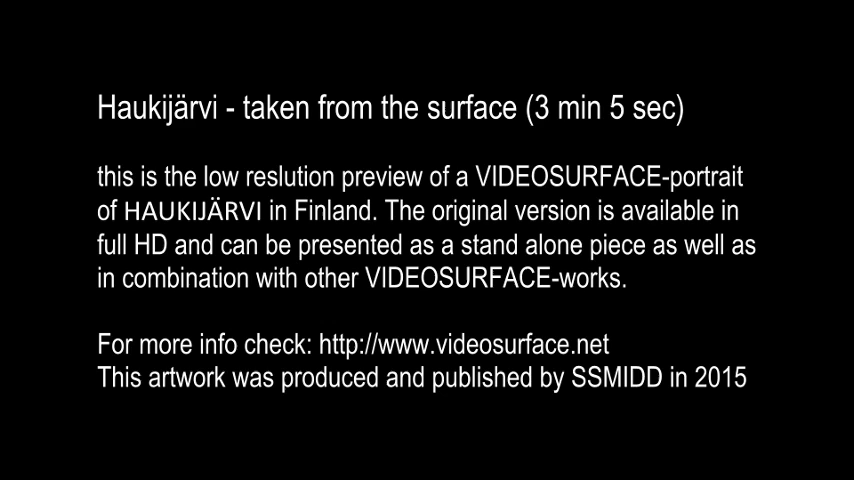 Haukijärvi - taken from the surface (3 min 5 sec)
this is the low reslution preview of a VIDEOSURFACE-portrait
of HAUKIJÄRVI in Finland. The original version is available in
full HD and can be presented as a stand alone piece as well as
in combination with other VIDEOSURFACE-works.
For more info check: http://www.videosurface.net
This artwork was produced and published by SSMIDD in 2015